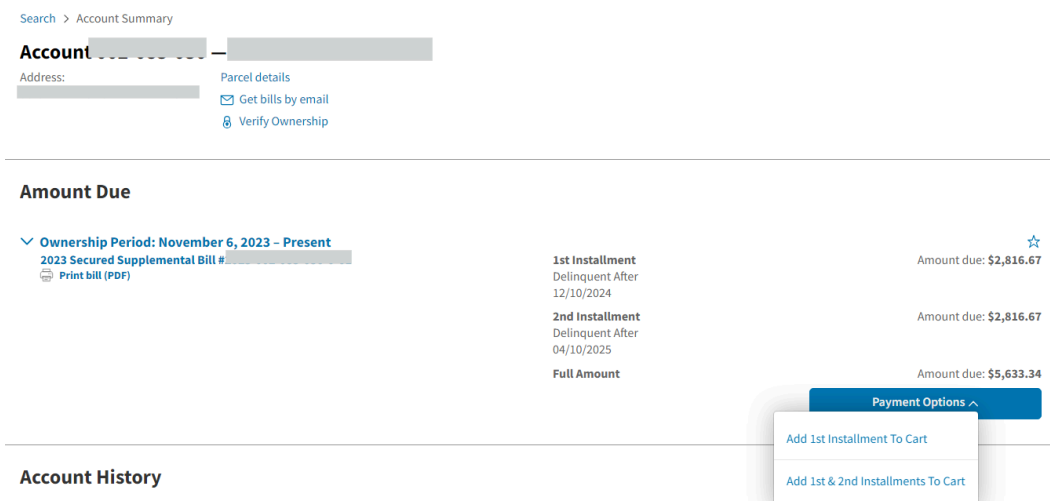 Search > Account Summary
Account —
Address:
Parcel details
Get bills by email
Verify Ownership
Amount Due
Ownership Period: November 6, 2023 – Present
2023 Secured Supplemental Bill #
Print bill (PDF)
1st Installment
Amount due: $2,816.67
Delinquent After
12/10/2024
2nd Installment
Amount due: $2,816.67
Delinquent After
04/10/2025
Full Amount
Amount due: $5,633.34
Payment Options
Add 1st Installment To Cart
Add 1st & 2nd Installments To Cart
Account History